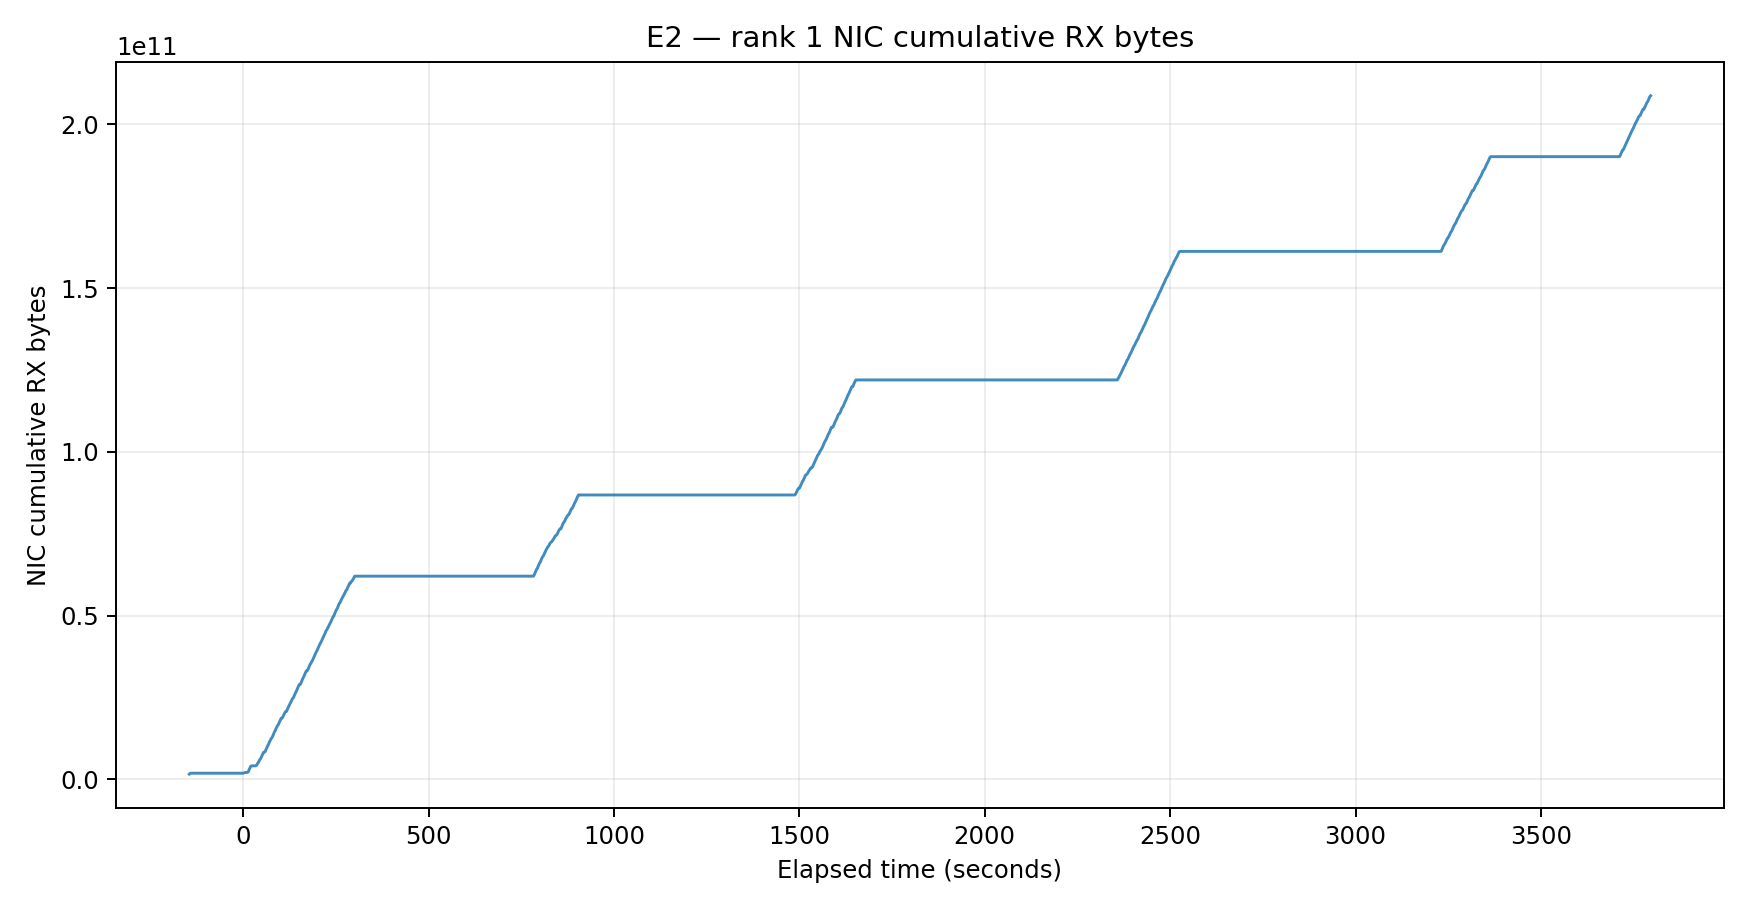 E2 — rank 1 NIC cumulative RX bytes
1e11
2.0
1.5
1.0
0.5
0.0
NIC cumulative RX bytes
0 500 1000 1500 2000 2500 3000 3500
Elapsed time (seconds)